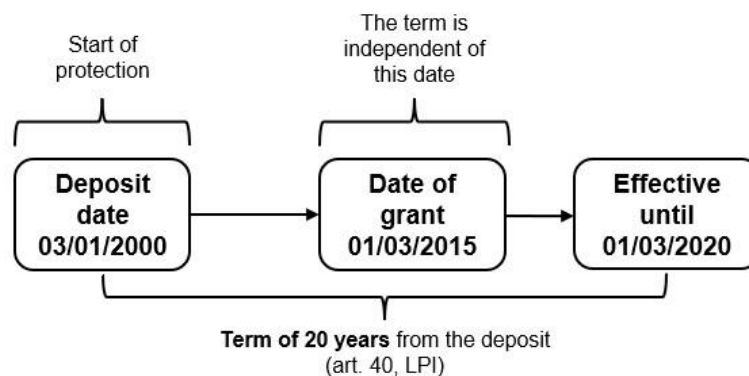 Start of
protection
The term is
independent of
this date
Deposit
date
03/01/2000
Date of
grant
01/03/2015
Effective
until
01/03/2020
Term of 20 years from the deposit
(art. 40, LPI)